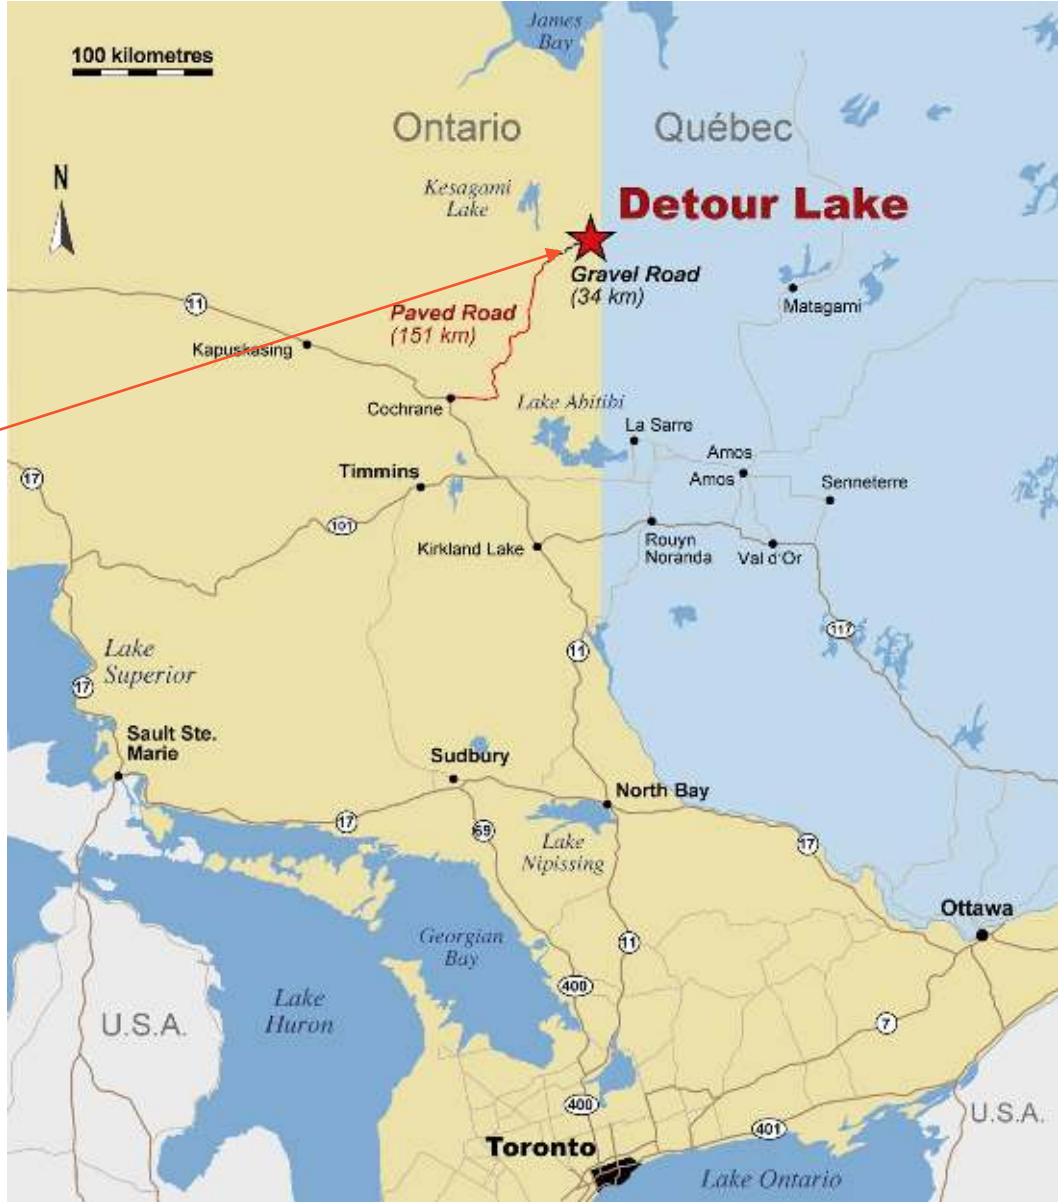 James
Bay
100 kilometres
Ontario
Québec
N
Kesagami
Lake
Detour Lake
Gravel Road
(34 km)
11
Paved Road
(151 km)
Matagami
Kapuskasing
Cochrane
Lake Abitibi
La Sarre
Amos
Timmins
17
Amos
Senneterre
101
Kirkland Lake
Rouyn
Noranda
Val d'Or
117
Lake
Superior
11
17
Sault Ste.
Marie
Sudbury
North Bay
17
69
Lake
Nipissing
17
Ottawa
Georgian
Bay
11
400
Lake
Huron
U.S.A.
7
400
401
U.S.A.
Toronto
Lake Ontario